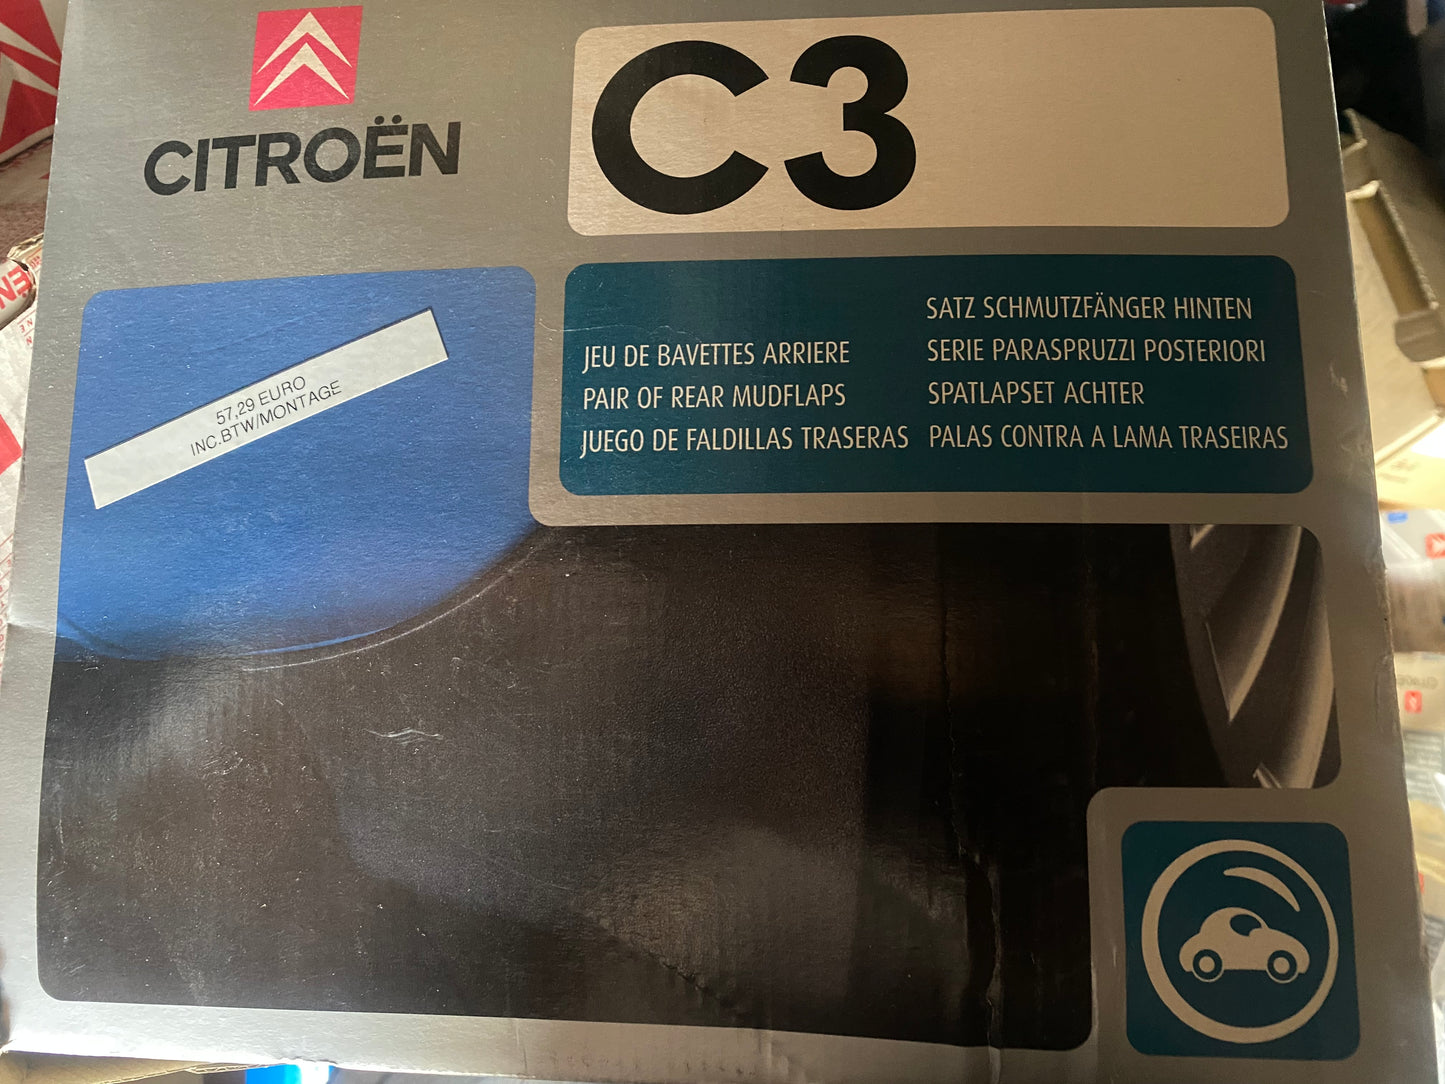 CITROËN
C3
57,29 EURO
INC.BTW/MONTAGE
JEU DE BAVETTES ARRIERE
PAIR OF REAR MUDFLAPS
JUEGO DE FALDILLAS TRASERAS
SATZ SCHMUTZFÄNGER HINTEN
SERIE PARASPRUZZI POSTERIORI
SPATLAPSET ACHTER
PALAS CONTRA A LAMA TRASEIRAS